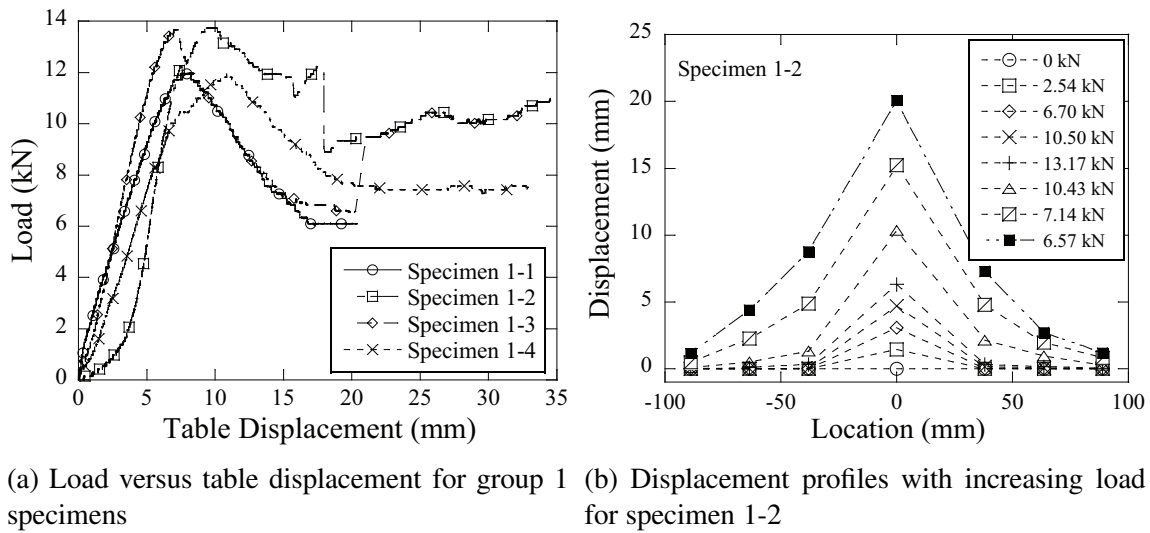 14
12
10
8
6
4
2
0
0 5 10 15 20 25 30 35
Load (kN)
Table Displacement (mm)
Specimen 1-1
Specimen 1-2
Specimen 1-3
Specimen 1-4
25
20
15
10
5
0
-100 -50 0 50 100
Displacement (mm)
Location (mm)
Specimen 1-2
0 kN
2.54 kN
6.70 kN
10.50 kN
13.17 kN
10.43 kN
7.14 kN
6.57 kN
(a) Load versus table displacement for group 1
specimens
(b) Displacement profiles with increasing load
for specimen 1-2